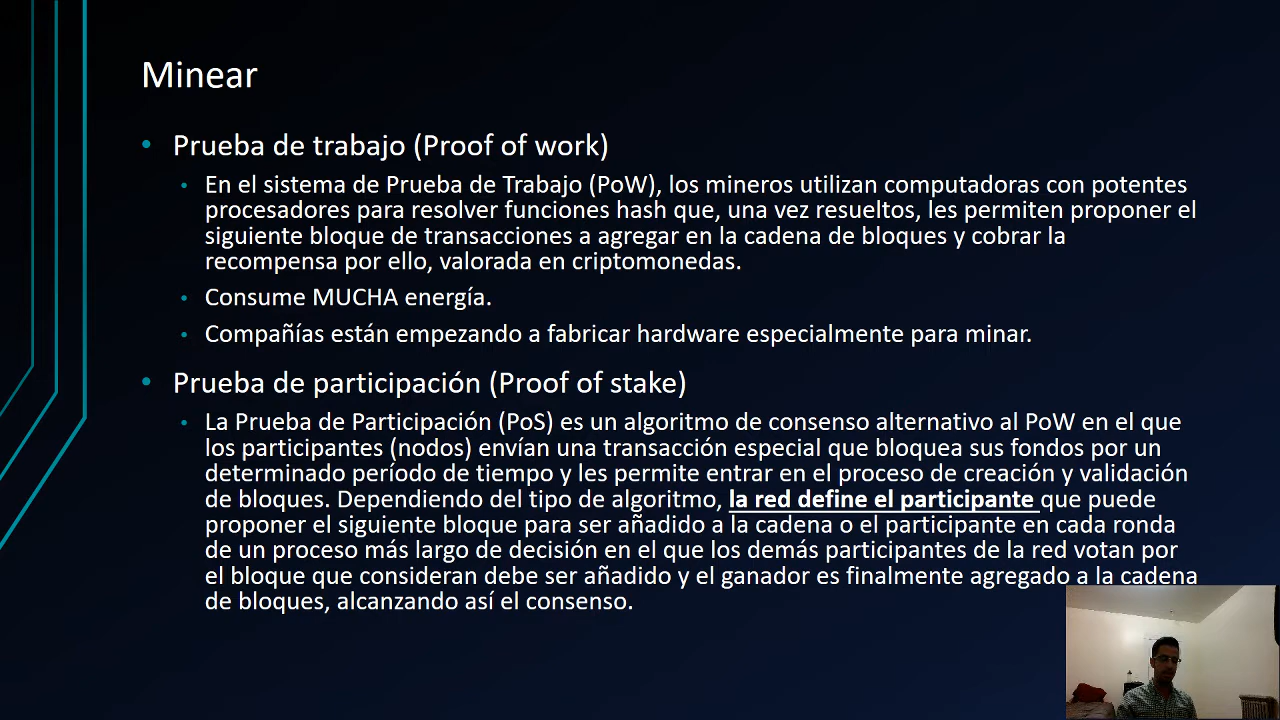 Minear
• Prueba de trabajo (Proof of work)
• En el sistema de Prueba de Trabajo (PoW), los mineros utilizan computadoras con potentes
procesadores para resolver funciones hash que, una vez resueltos, les permiten proponer el
siguiente bloque de transacciones a agregar en la cadena de bloques y cobrar la
recompensa por ello, valorada en criptomonedas.
• Consume MUCHA energía.
• Compañías están empezando a fabricar hardware especialmente para minar.
• Prueba de participación (Proof of stake)
• La Prueba de Participación (PoS) es un algoritmo de consenso alternativo al PoW en el que
los participantes (nodos) envían una transacción especial que bloquea sus fondos por un
determinado período de tiempo y les permite entrar en el proceso de creación y validación
de bloques. Dependiendo del tipo de algoritmo, la red define el participante que puede
proponer el siguiente bloque para ser añadido a la cadena o el participante en cada ronda
de un proceso más largo de decisión en el que los demás participantes de la red votan por
el bloque que consideran debe ser añadido y el ganador es finalmente agregado a la cadena
de bloques, alcanzando así el consenso.